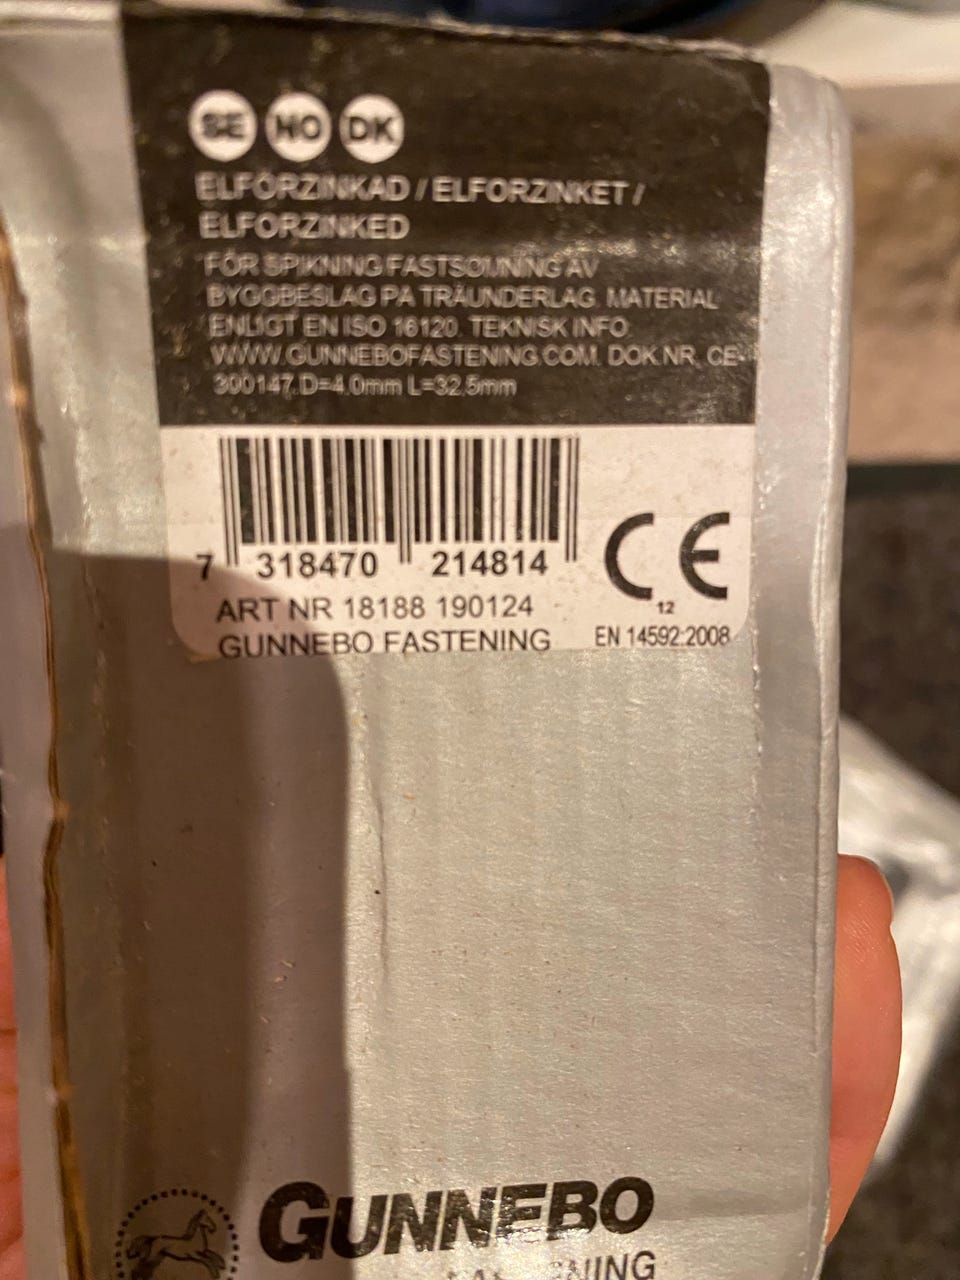 SE HO DK
ELFÖRZINKAD / ELFORZINKET /
ELFORZINKED
FÖR SPIKNING FASTSOMNING AV
BYGGBESLAG PÅ TRÄUNDERLAG. MATERIAL
ENLIGT EN ISO 16120. TEKNISK INFO:
WWW.GUNNEBOFASTENING.COM. DOK.NR. CE-
300147.D=4.0mm L=32,5mm
7 318470 214814
ART NR 18188 190124
GUNNEBO FASTENING
CE
12
EN 14592:2008
GUNNEBO
FASTENING